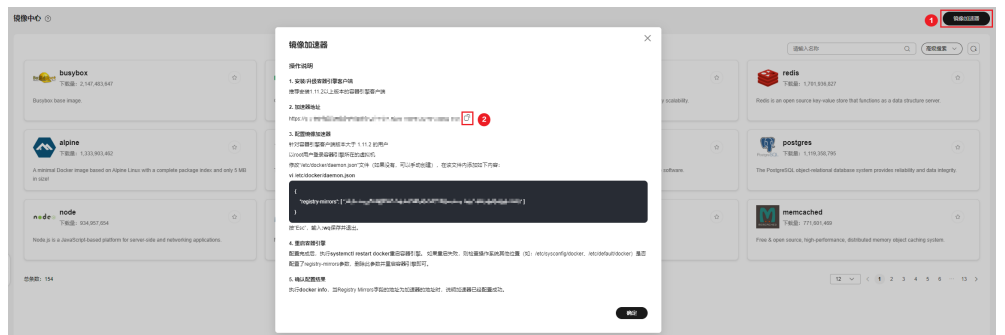 镜像中心
1
镜像加速器
请输入名称
高级搜索
busybox
下载量：2,147,483,647
Busybox base image.
alpine
下载量：1,333,903,462
A minimal Docker image based on Alpine Linux with a complete package index and only 5 MB
in size!
node
下载量：934,957,654
Node.js is a JavaScript-based platform for server-side and networking applications.
总条数：154
镜像加速器
操作说明
1. 安装/升级容器引擎客户端
推荐安装1.11.2以上版本的容器引擎客户端
2. 加速器地址
https://
2
3. 配置镜像加速器
针对容器引擎客户端版本大于 1.11.2 的用户
以root用户登录容器引擎所在的虚拟机
修改"/etc/docker/daemon.json"文件（如果没有，可以手动创建），在该文件内添加如下内容：
vi /etc/docker/daemon.json
{
"registry-mirrors": [ " " ]
}
按"Esc"，输入:wq保存并退出。
4. 重启容器引擎
配置完成后，执行systemctl restart docker重启容器引擎。如果重启失败，则检查操作系统其他位置（如：/etc/sysconfig/docker、/etc/default/docker）是否
配置了registry-mirrors参数，删除此参数并重启容器引擎即可。
5. 确认配置结果
执行docker info，当Registry Mirrors字段的地址为加速器的地址时，说明加速器已经配置成功。
确定
y scalability.
software.
redis
下载量：1,701,936,827
Redis is an open source key-value store that functions as a data structure server.
postgres
下载量：1,119,350,795
The PostgreSQL object-relational database system provides reliability and data integrity.
memcached
下载量：771,601,469
Free & open source, high-performance, distributed memory object caching system.
12
1 2 3 4 5 6 ... 13